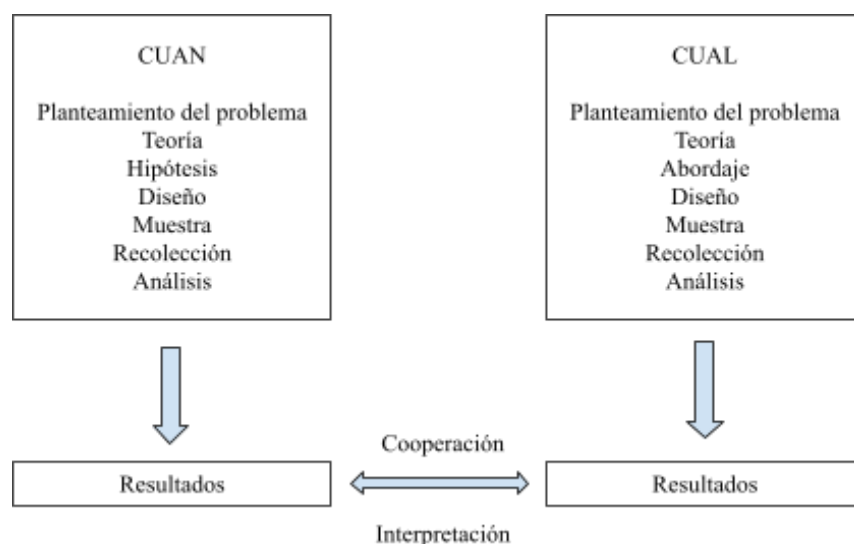 CUAN
Planteamiento del problema
Teoría
Hipótesis
Diseño
Muestra
Recolección
Análisis
CUAL
Planteamiento del problema
Teoría
Abordaje
Diseño
Muestra
Recolección
Análisis
Cooperación
Resultados
Resultados
Interpretación